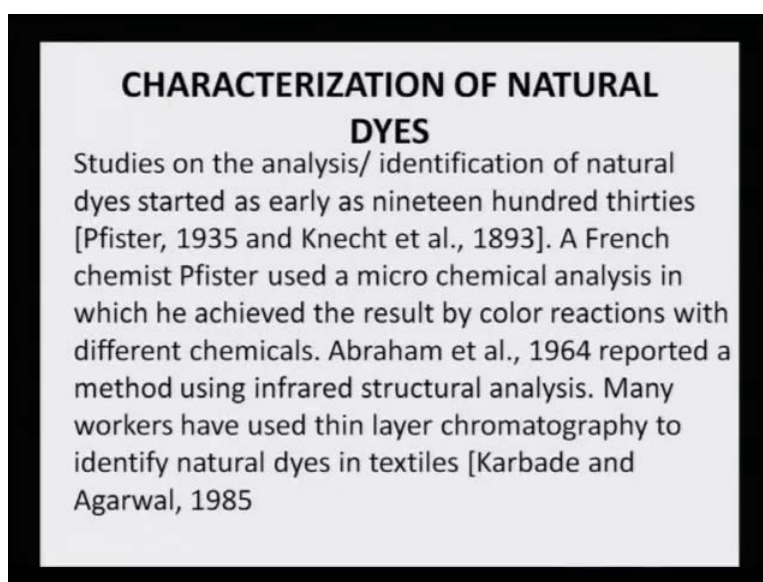 CHARACTERIZATION OF NATURAL
DYES
Studies on the analysis/ identification of natural
dyes started as early as nineteen hundred thirties
[Pfister, 1935 and Knecht et al., 1893]. A French
chemist Pfister used a micro chemical analysis in
which he achieved the result by color reactions with
different chemicals. Abraham et al., 1964 reported a
method using infrared structural analysis. Many
workers have used thin layer chromatography to
identify natural dyes in textiles [Karbade and
Agarwal, 1985